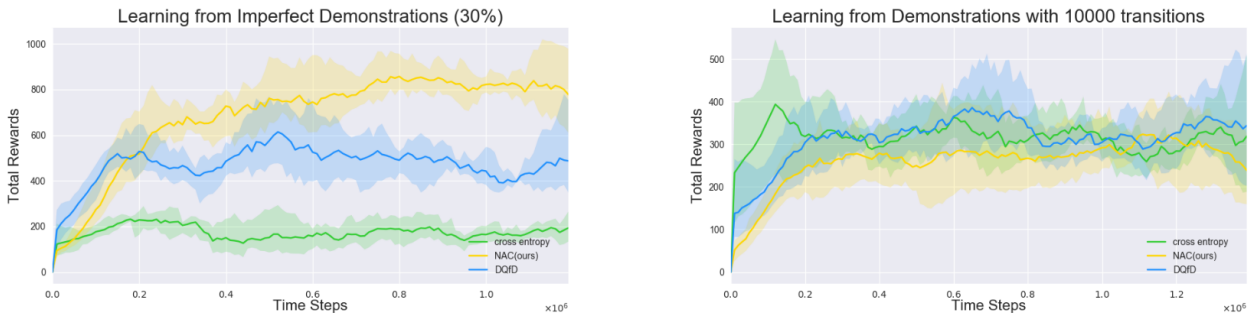 Learning from Imperfect Demonstrations (30%)
Total Rewards
1000
800
600
400
200
0
0.0 0.2 0.4 0.6 0.8 1.0
Time Steps
×10⁶
cross entropy
NAC(ours)
DQfD
Learning from Demonstrations with 10000 transitions
Total Rewards
500
400
300
200
100
0
0.0 0.2 0.4 0.6 0.8 1.0 1.2
Time Steps
×10⁶
cross entropy
NAC(ours)
DQfD